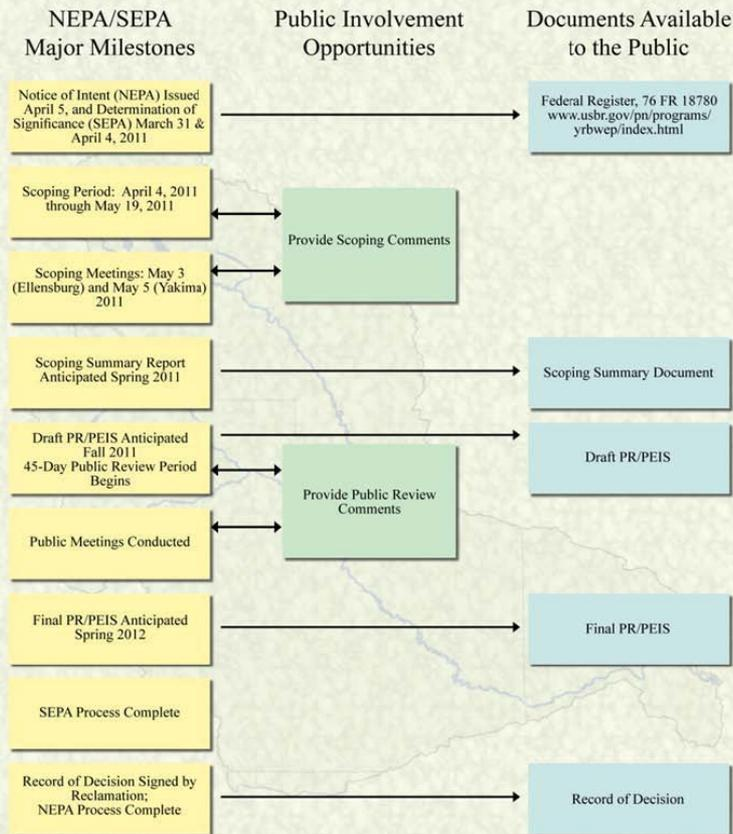 NEPA/SEPA
Major Milestones
Public Involvement
Opportunities
Documents Available
to the Public
Notice of Intent (NEPA) Issued
April 5, and Determination of
Significance (SEPA) March 31 &
April 4, 2011
Federal Register, 76 FR 18780
www.usbr.gov/pn/programs/
yrbwep/index.html
Scoping Period: April 4, 2011
through May 19, 2011
Provide Scoping Comments
Scoping Meetings: May 3
(Ellensburg) and May 5 (Yakima)
2011
Scoping Summary Report
Anticipated Spring 2011
Scoping Summary Document
Draft PR/PEIS Anticipated
Fall 2011
45-Day Public Review Period
Begins
Draft PR/PEIS
Provide Public Review
Comments
Public Meetings Conducted
Final PR/PEIS Anticipated
Spring 2012
Final PR/PEIS
SEPA Process Complete
Record of Decision Signed by
Reclamation;
NEPA Process Complete
Record of Decision